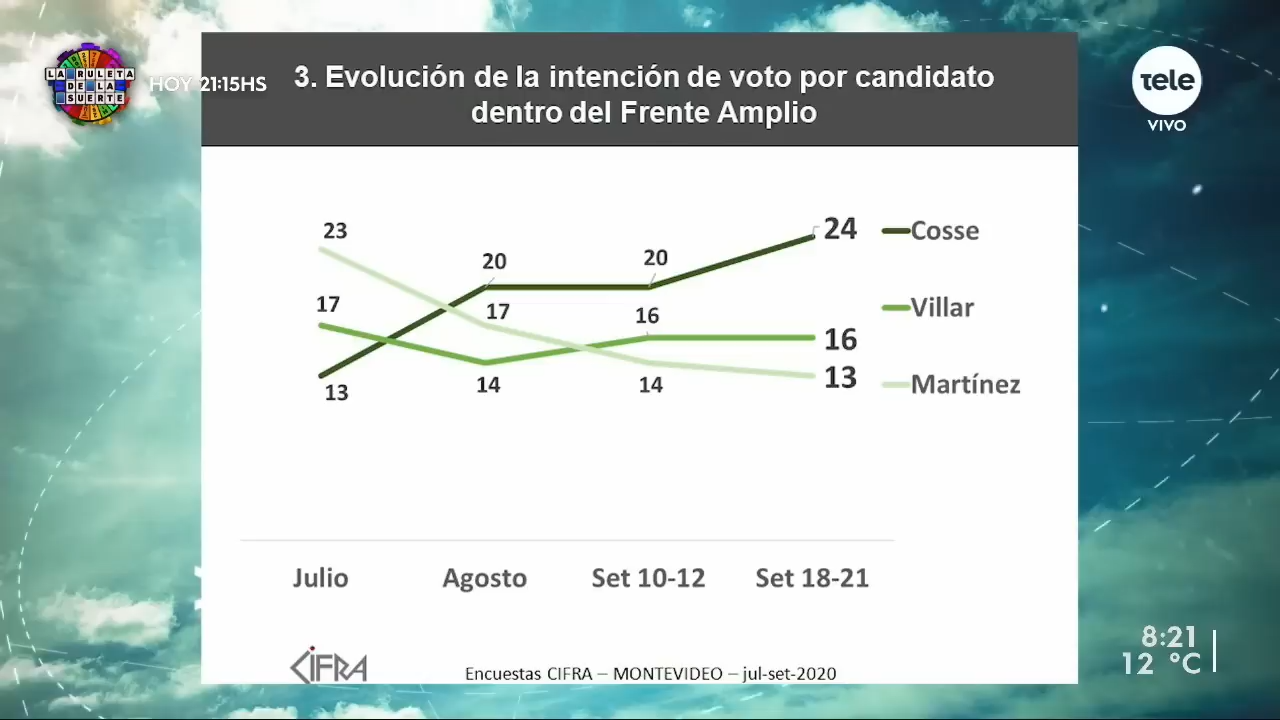 LA RULETA
DE LA
SUERTE
HOY 21:15HS
3. Evolución de la intención de voto por candidato
dentro del Frente Amplio
tele
VIVO
23
20
20
24
Cosse
17
17
16
Villar
16
13
14
14
13
Martínez
Julio
Agosto
Set 10-12
Set 18-21
CIFRA
Encuestas CIFRA – MONTEVIDEO – jul-set-2020
8:21
12 °C